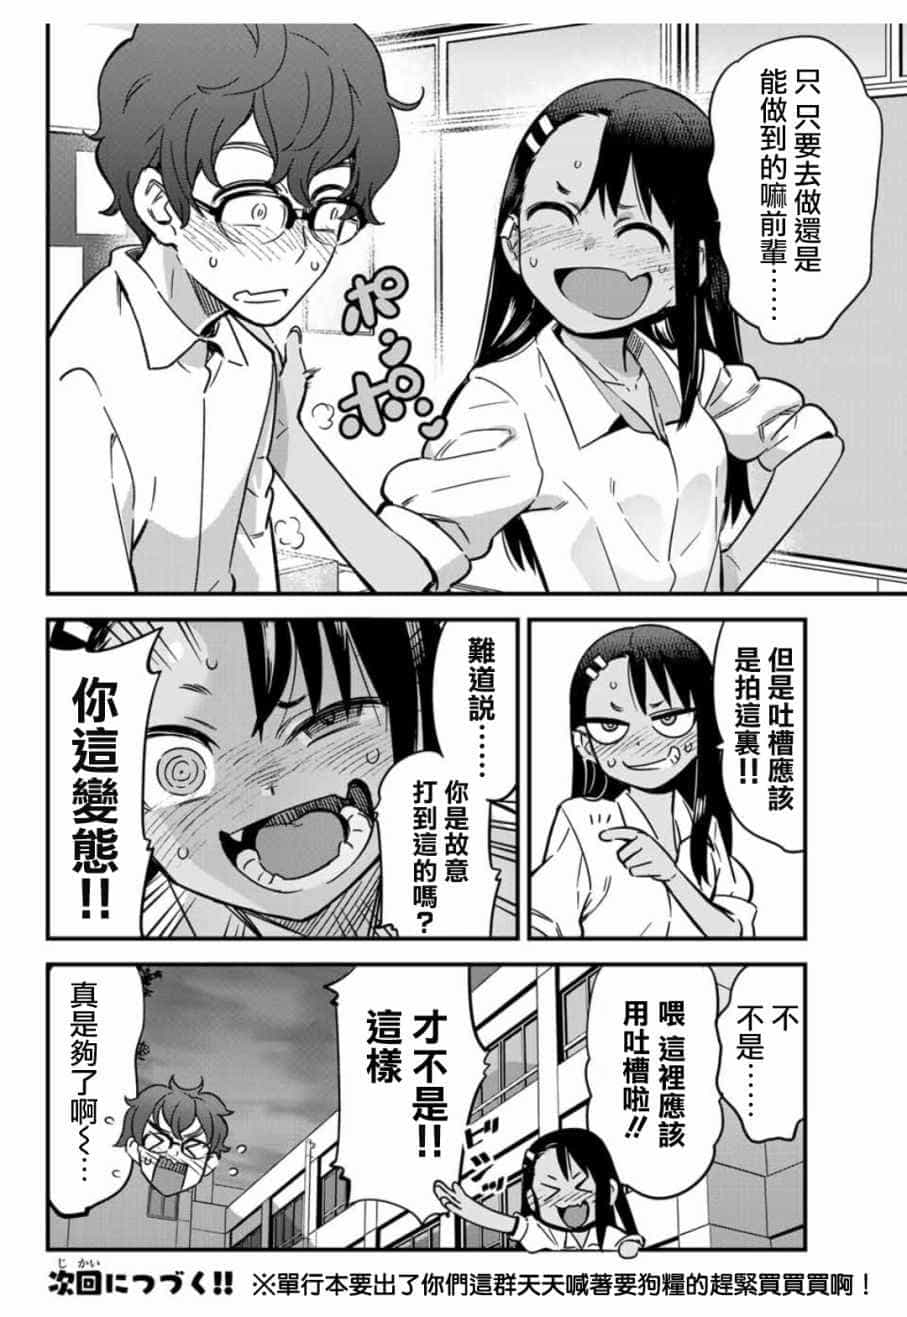 只 只要去做還是
能做到的嘛前輩……
ポン
ポポ
但是吐槽應該
是拍這裏!!
難道説……
你是故意
打到這的嗎?
你這變態!!
不
不是……
喂 這裡應該
用吐槽啦!!
才不是!!
這樣
真是夠了啊～…
じかい
次回につづく!!
※單行本要出了你們這群天天喊著要狗糧的趕緊買買買啊！